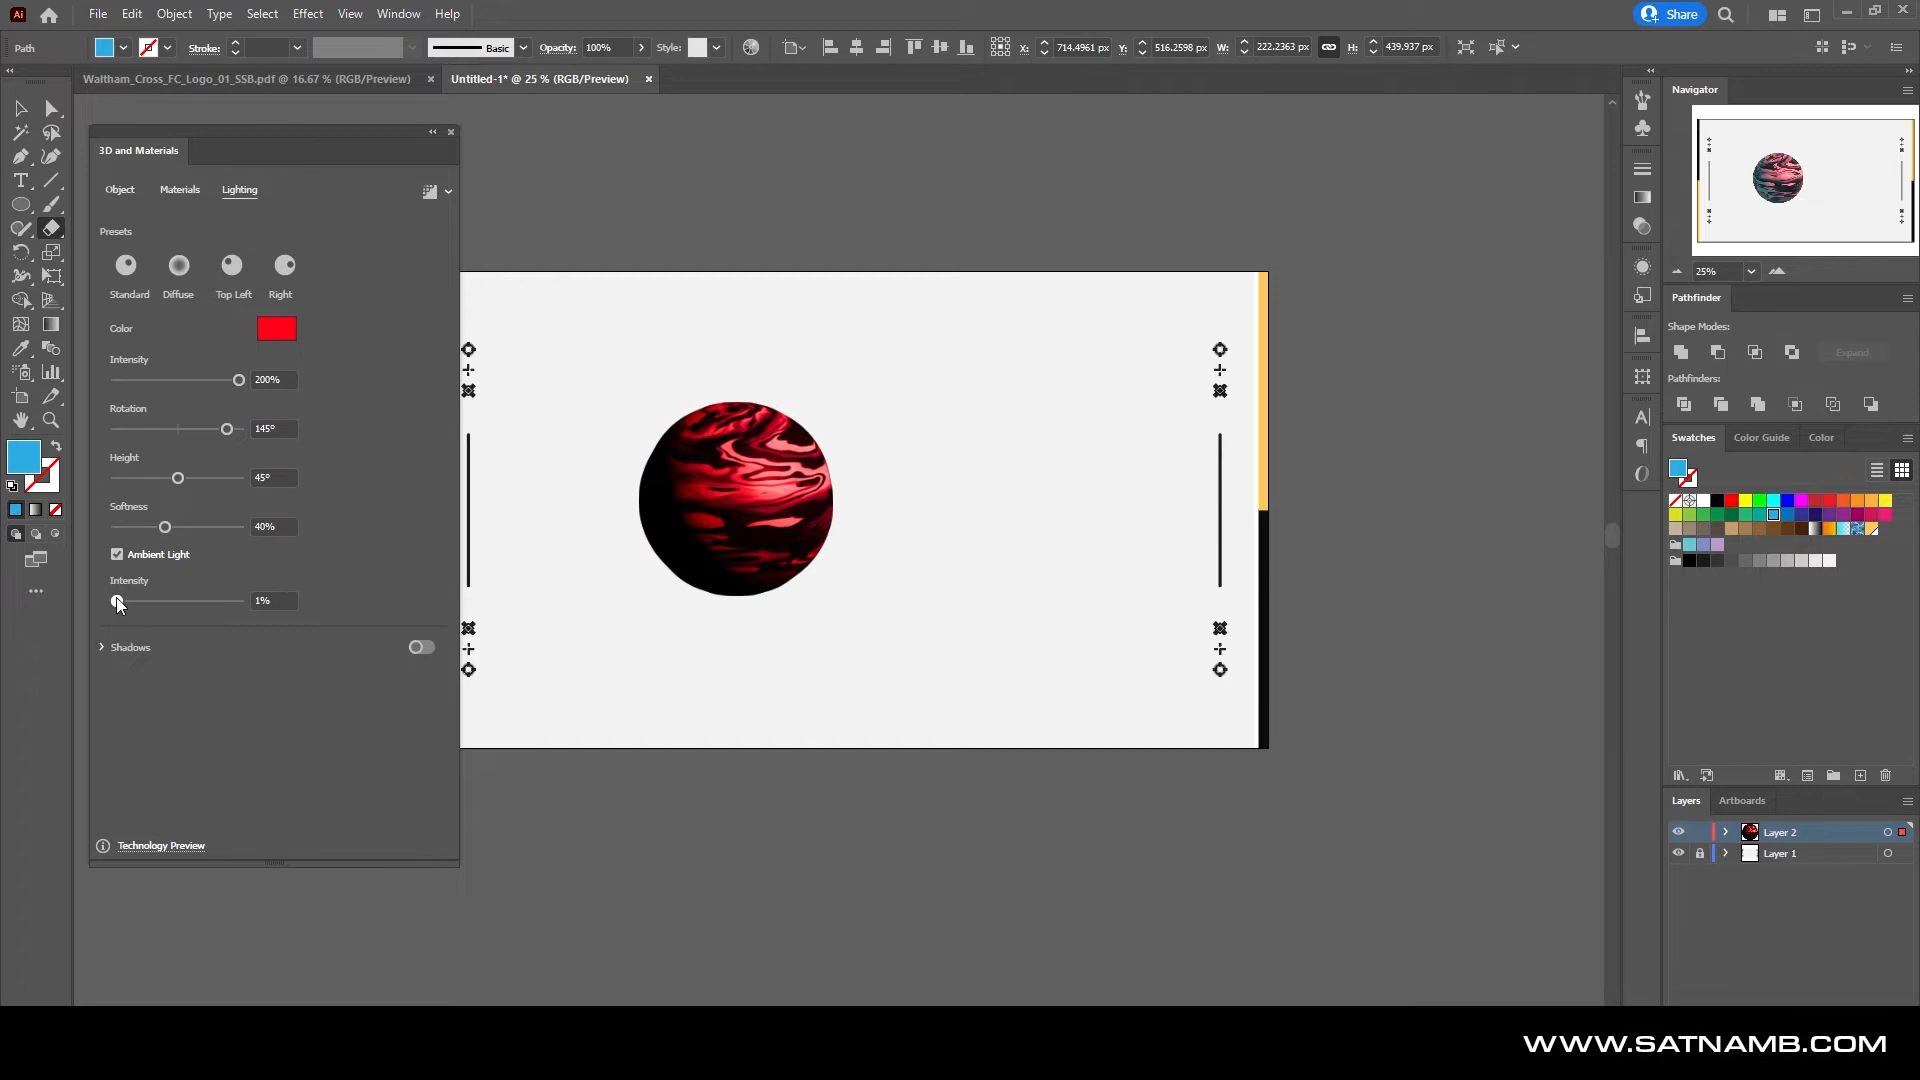 Ai File Edit Object Type Select Effect View Window Help Share
Path Stroke: Basic Opacity: 100% Style: X: 714.4961 px Y: 516.2598 px W: 222.2363 px H: 439.937 px
Waltham_Cross_FC_Logo_01_SSB.pdf @ 16.67 % (RGB/Preview) Untitled-1* @ 25 % (RGB/Preview)
3D and Materials
Object Materials Lighting
Presets
Standard Diffuse Top Left Right
Color
Intensity
200%
Rotation
145°
Height
45°
Softness
40%
Ambient Light
Intensity
1%
Shadows
Technology Preview
Navigator
25%
Pathfinder
Shape Modes:
Expand
Pathfinders:
Swatches Color Guide Color
Layers Artboards
Layer 2
Layer 1
WWW.SATNAMB.COM